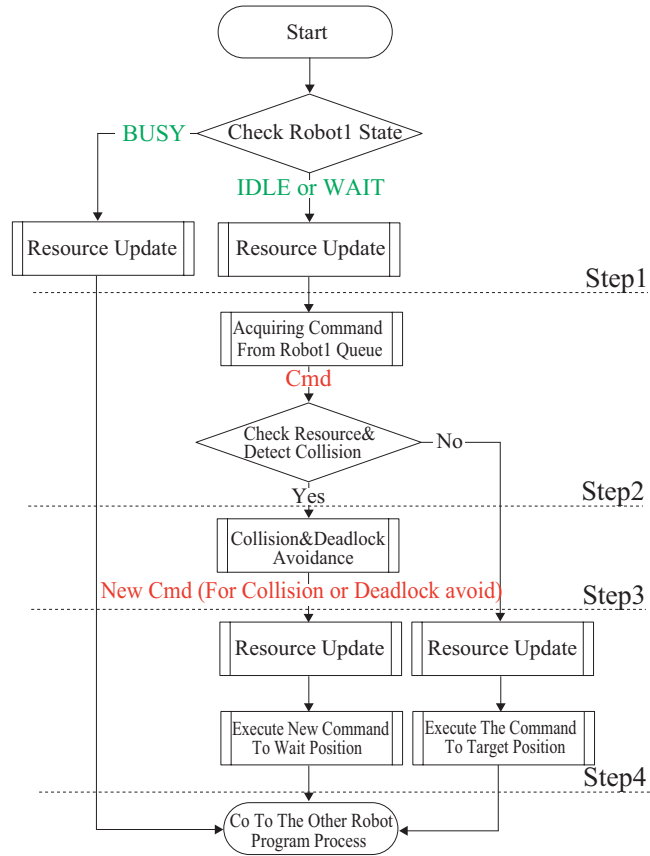 Start
Check Robot1 State
BUSY
IDLE or WAIT
Resource Update
Resource Update
Step1
Acquiring Command
From Robot1 Queue
Cmd
Check Resource&
Detect Collision
No
Yes
Step2
Collision&Deadlock
Avoidance
New Cmd (For Collision or Deadlock avoid)
Step3
Resource Update
Resource Update
Execute New Command
To Wait Position
Execute The Command
To Target Position
Step4
Co To The Other Robot
Program Process